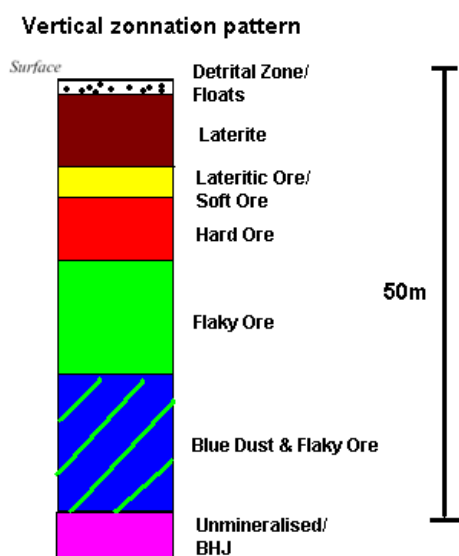 Vertical zonnation pattern
Surface
Detrital Zone/
Floats
Laterite
Lateritic Ore/
Soft Ore
Hard Ore
50m
Flaky Ore
Blue Dust & Flaky Ore
Unmineralised/
BHJ